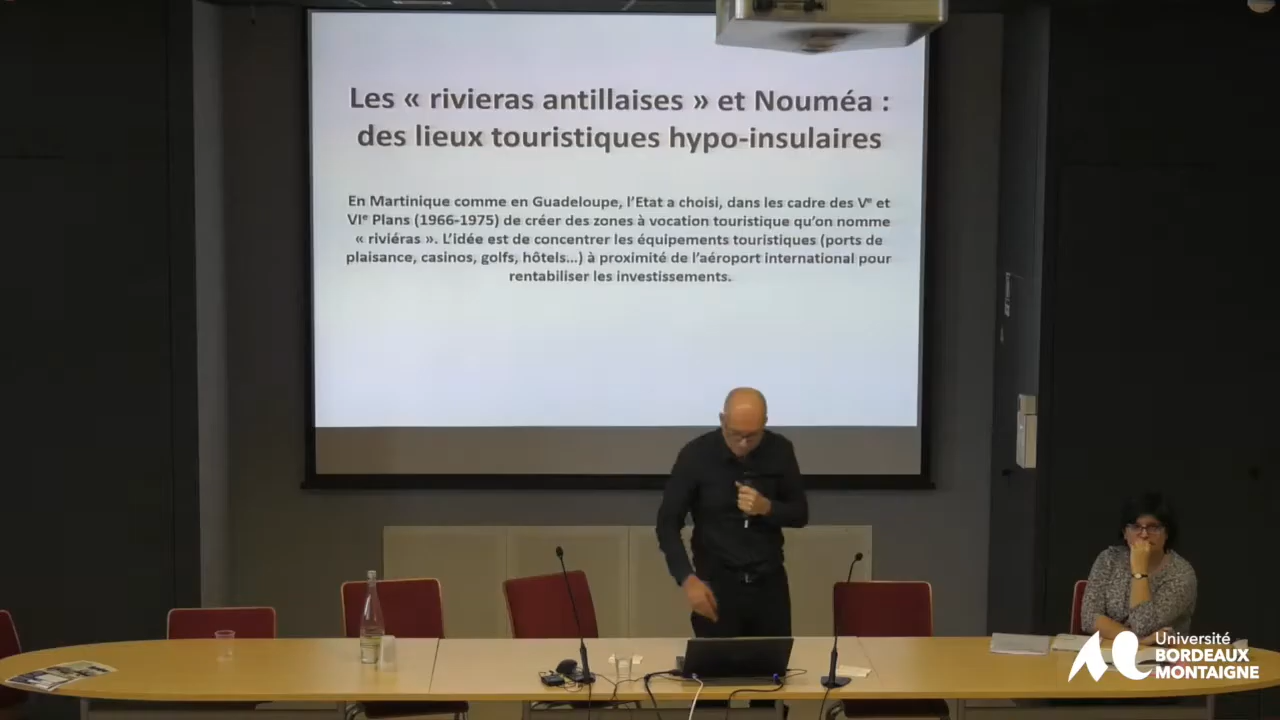 Les « rivieras antillaises » et Nouméa :
des lieux touristiques hypo-insulaires
En Martinique comme en Guadeloupe, l'Etat a choisi, dans les cadre des Vᵉ et
VIᵉ Plans (1966-1975) de créer des zones à vocation touristique qu'on nomme
« riviéras ». L'idée est de concentrer les équipements touristiques (ports de
plaisance, casinos, golfs, hôtels...) à proximité de l'aéroport international pour
rentabiliser les investissements.
Université
BORDEAUX
MONTAIGNE